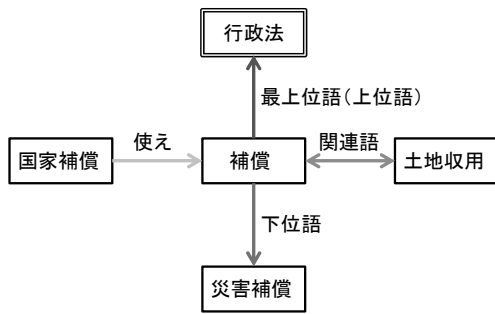 行政法
最上位語(上位語)
使え
関連語
国家補償
補償
土地収用
下位語
災害補償